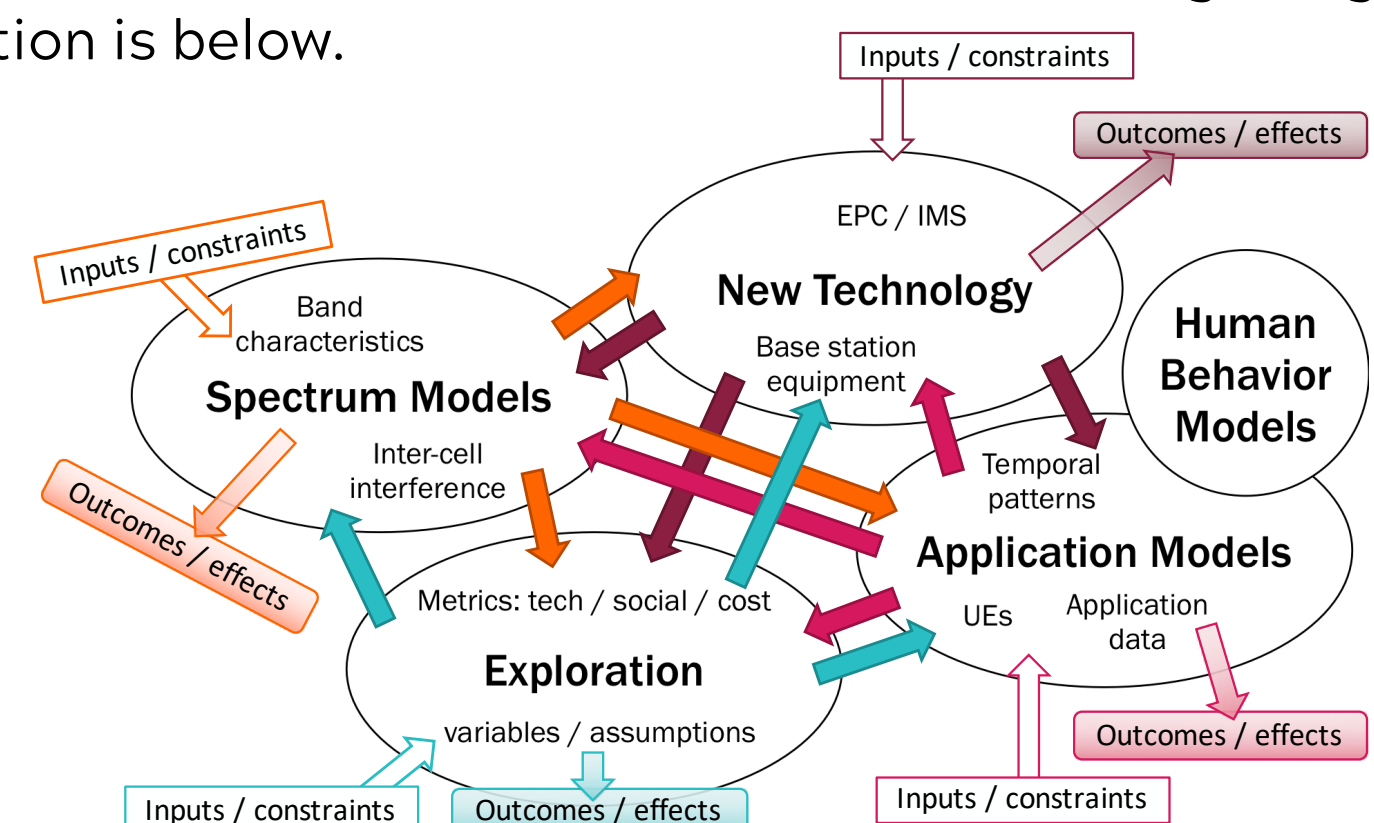 tion is below.
Inputs / constraints
Outcomes / effects
EPC / IMS
New Technology
Base station
equipment
Human
Behavior
Models
Inputs / constraints
Band
characteristics
Spectrum Models
Inter-cell
interference
Outcomes / effects
Temporal
patterns
Application Models
UEs
Application
data
Outcomes / effects
Inputs / constraints
Metrics: tech / social / cost
Exploration
variables / assumptions
Inputs / constraints
Outcomes / effects